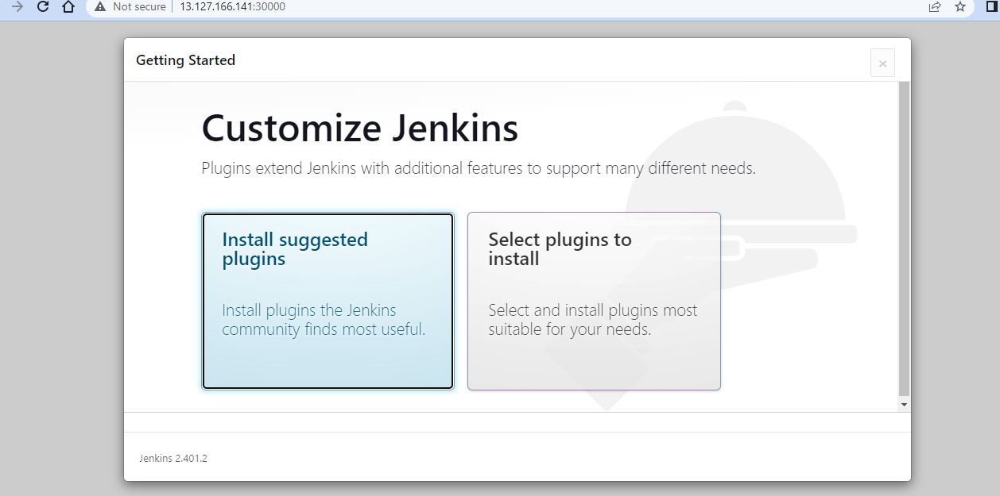 Not secure 13.127.166.141:30000
Getting Started
×
Customize Jenkins
Plugins extend Jenkins with additional features to support many different needs.
Install suggested
plugins
Install plugins the Jenkins
community finds most useful.
Select plugins to
install
Select and install plugins most
suitable for your needs.
Jenkins 2.401.2